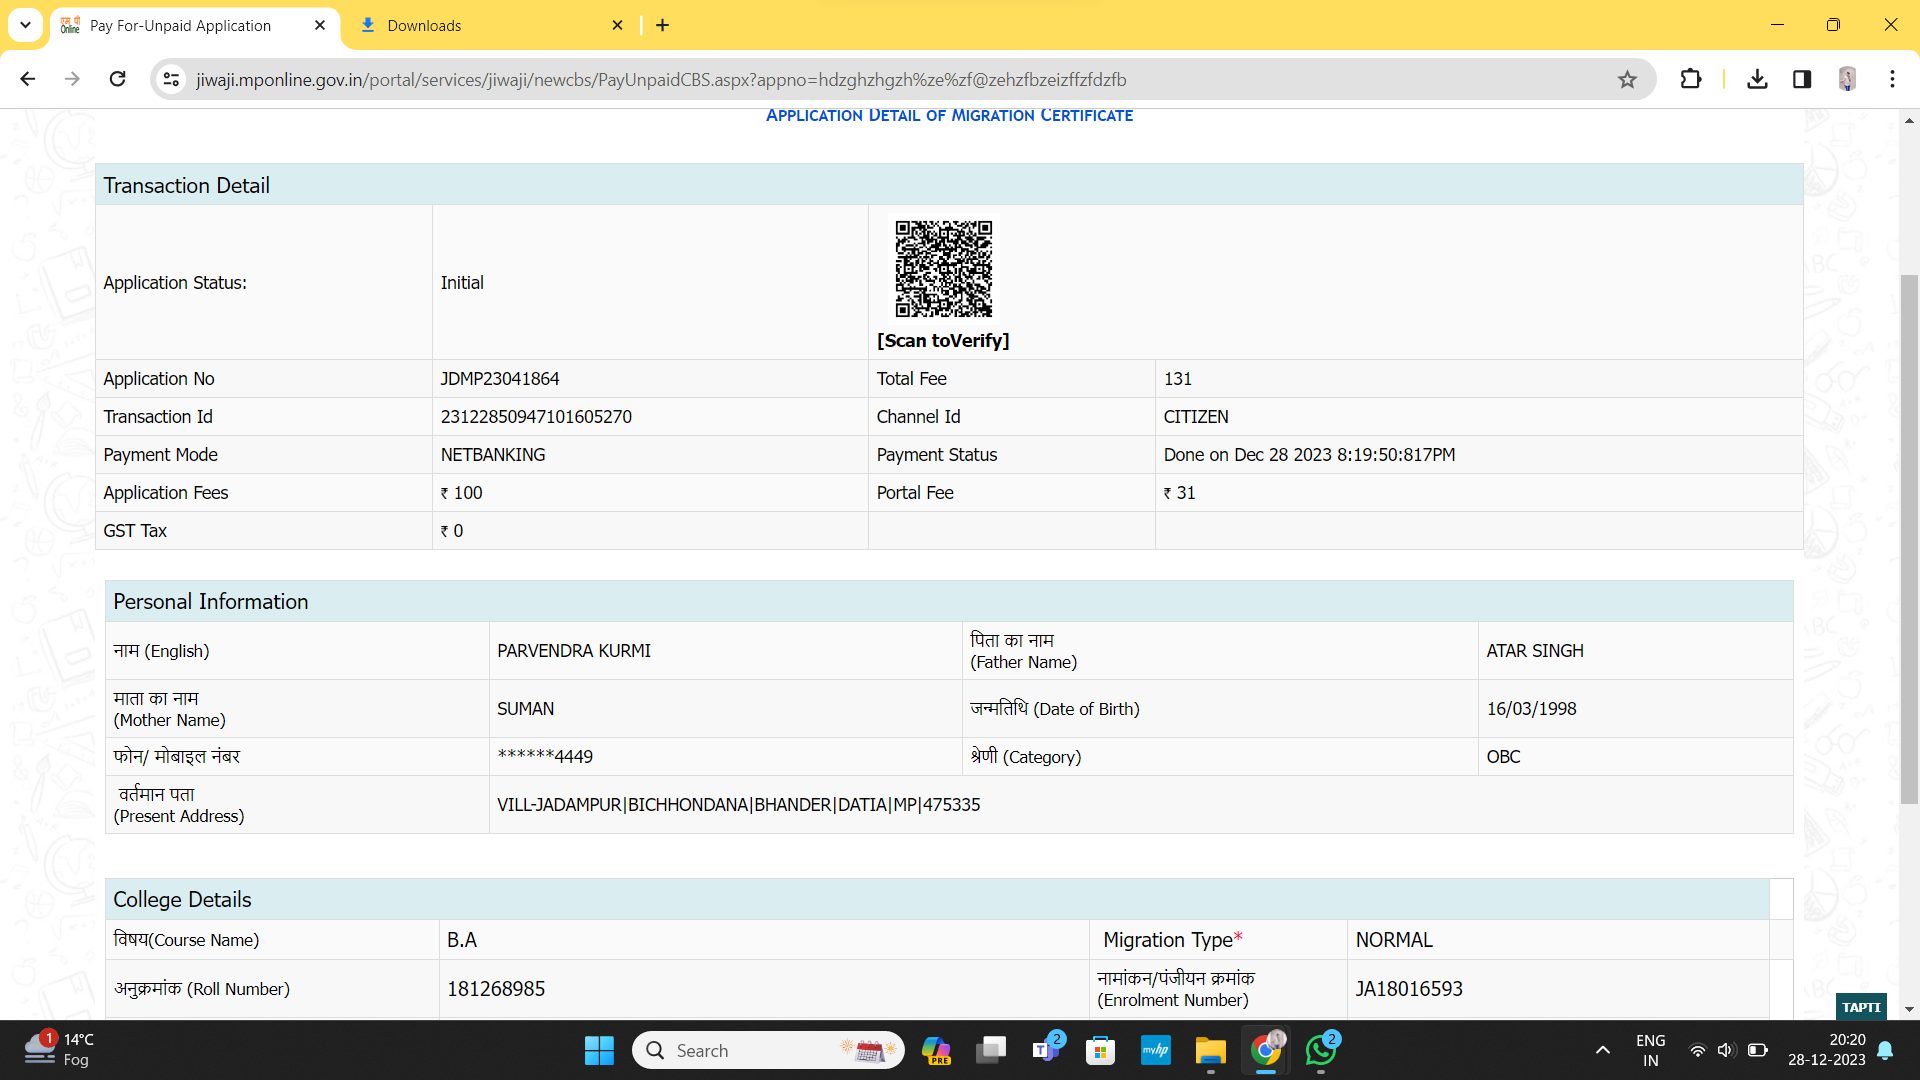 एम पी
Online
Pay For-Unpaid Application
Downloads
jiwaji.mponline.gov.in/portal/services/jiwaji/newcbs/PayUnpaidCBS.aspx?appno=hdzghzhgzh%ze%zf@zehzfbzeizffzfdzfb
APPLICATION DETAIL OF MIGRATION CERTIFICATE
Transaction Detail
Application Status: Initial
[Scan toVerify]
Application No JDMP23041864 Total Fee 131
Transaction Id 23122850947101605270 Channel Id CITIZEN
Payment Mode NETBANKING Payment Status Done on Dec 28 2023 8:19:50:817PM
Application Fees ₹ 100 Portal Fee ₹ 31
GST Tax ₹ 0
Personal Information
नाम (English) PARVENDRA KURMI पिता का नाम
(Father Name) ATAR SINGH
माता का नाम
(Mother Name) SUMAN जन्मतिथि (Date of Birth) 16/03/1998
फोन/ मोबाइल नंबर ******4449 श्रेणी (Category) OBC
वर्तमान पता
(Present Address) VILL-JADAMPUR|BICHHONDANA|BHANDER|DATIA|MP|475335
College Details
विषय(Course Name) B.A Migration Type* NORMAL
अनुक्रमांक (Roll Number) 181268985 नामांकन/पंजीयन क्रमांक
(Enrolment Number) JA18016593
TAPTI
1 14°C
Fog
Search
PRE
T 2
myhp
2
ENG
IN
20:20
28-12-2023